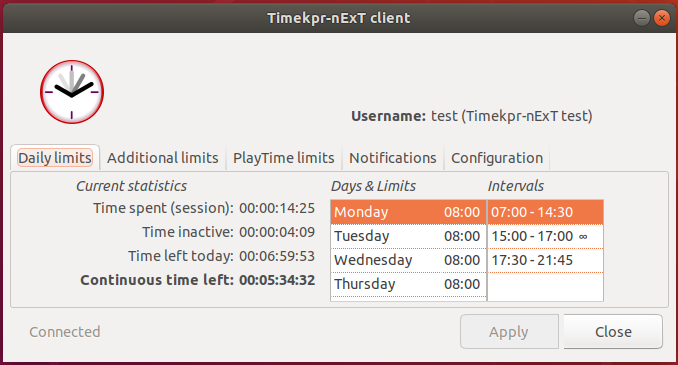 Timekpr-nExT client
Username: test (Timekpr-nExT test)
Daily limits Additional limits PlayTime limits Notifications Configuration
Current statistics Days & Limits Intervals
Time spent (session): 00:00:14:25 Monday 08:00 07:00 - 14:30
Time inactive: 00:00:04:09 Tuesday 08:00 15:00 - 17:00 ∞
Time left today: 00:06:59:53 Wednesday 08:00 17:30 - 21:45
Continuous time left: 00:05:34:32 Thursday 08:00
Connected Apply Close